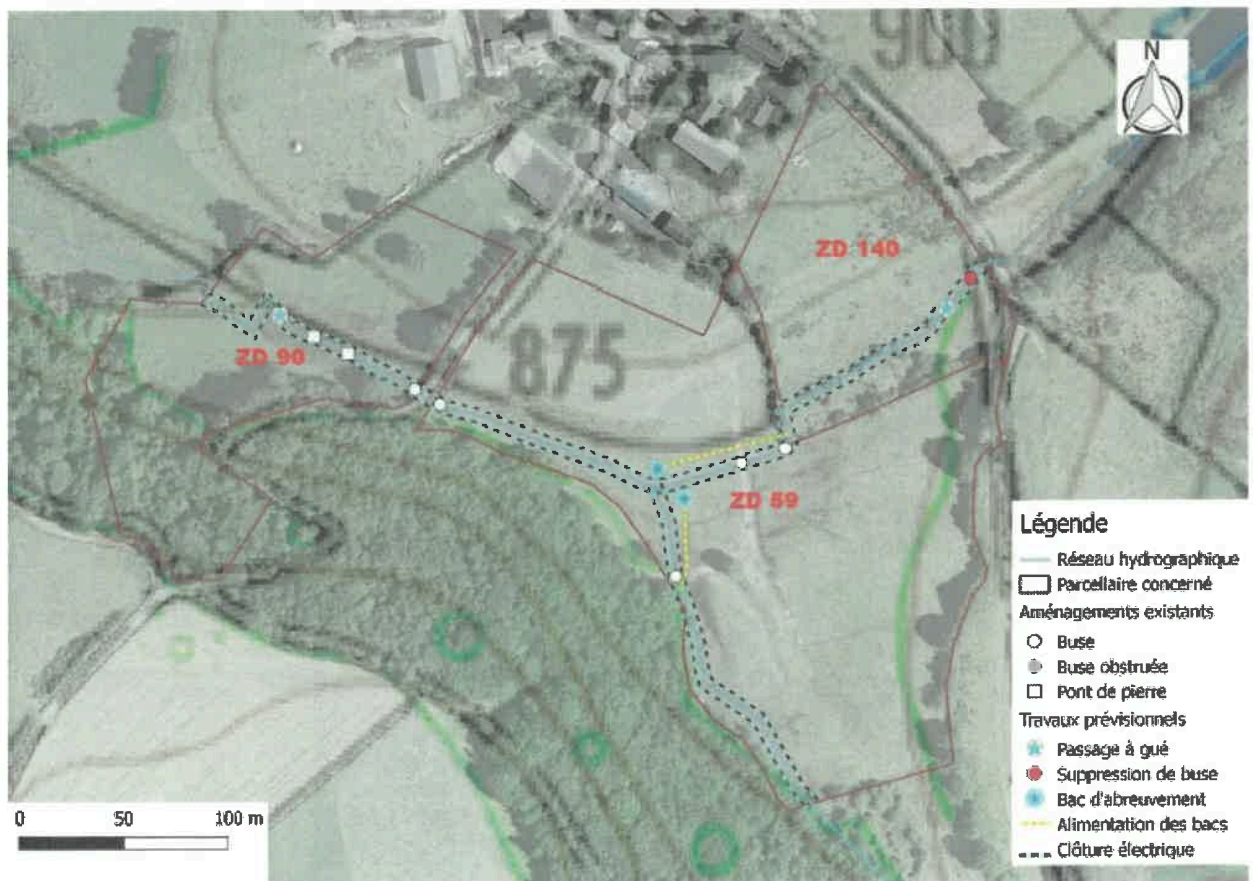 900
N
ZD 140
ZD 90
875
ZD 59
Légende
Réseau hydrographique
Parcellaire concerné
Aménagements existants
Buse
Buse obstruée
Pont de pierre
Travaux prévisionnels
Passage à gué
Suppression de buse
Bac d'abreuvement
Alimentation des bacs
Clôture électrique
0 50 100 m